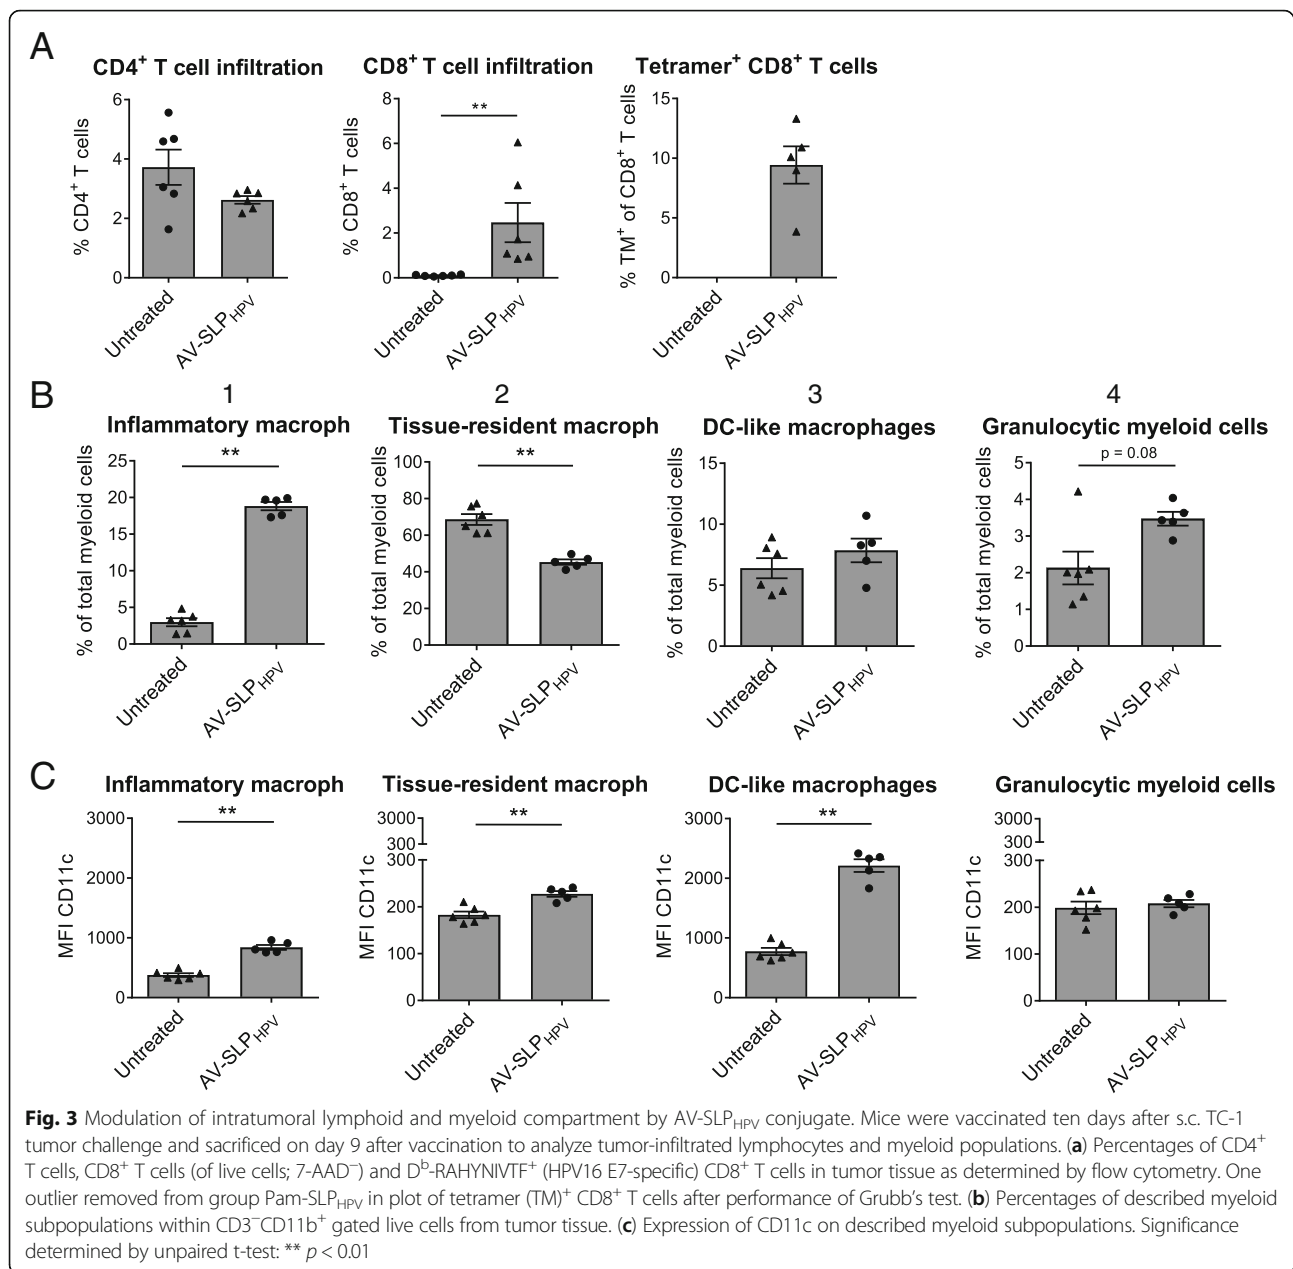 A
CD4+ T cell infiltration
CD8+ T cell infiltration
Tetramer+ CD8+ T cells
% CD4+ T cells
6
4
2
0
Untreated
AV-SLPHPV
% CD8+ T cells
8
6
4
2
0
**
Untreated
AV-SLPHPV
% TM+ of CD8+ T cells
15
10
5
0
Untreated
AV-SLPHPV
B
1
2
3
4
Inflammatory macroph
Tissue-resident macroph
DC-like macrophages
Granulocytic myeloid cells
% of total myeloid cells
25
20
15
10
5
0
**
Untreated
AV-SLPHPV
% of total myeloid cells
100
80
60
40
20
0
**
Untreated
AV-SLPHPV
% of total myeloid cells
15
10
5
0
Untreated
AV-SLPHPV
% of total myeloid cells
5
4
3
2
1
0
p = 0.08
Untreated
AV-SLPHPV
C
Inflammatory macroph
Tissue-resident macroph
DC-like macrophages
Granulocytic myeloid cells
MFI CD11c
3000
2000
1000
0
**
Untreated
AV-SLPHPV
MFI CD11c
3000
300
300
200
100
0
**
Untreated
AV-SLPHPV
MFI CD11c
3000
2000
1000
0
**
Untreated
AV-SLPHPV
MFI CD11c
3000
300
300
200
100
0
Untreated
AV-SLPHPV
Fig. 3 Modulation of intratumoral lymphoid and myeloid compartment by AV-SLPHPV conjugate. Mice were vaccinated ten days after s.c. TC-1
tumor challenge and sacrificed on day 9 after vaccination to analyze tumor-infiltrated lymphocytes and myeloid populations. (a) Percentages of CD4+
T cells, CD8+ T cells (of live cells; 7-AAD−) and Db-RAHYNIVTF+ (HPV16 E7-specific) CD8+ T cells in tumor tissue as determined by flow cytometry. One
outlier removed from group Pam-SLPHPV in plot of tetramer (TM)+ CD8+ T cells after performance of Grubb's test. (b) Percentages of described myeloid
subpopulations within CD3−CD11b+ gated live cells from tumor tissue. (c) Expression of CD11c on described myeloid subpopulations. Significance
determined by unpaired t-test: ** p < 0.01